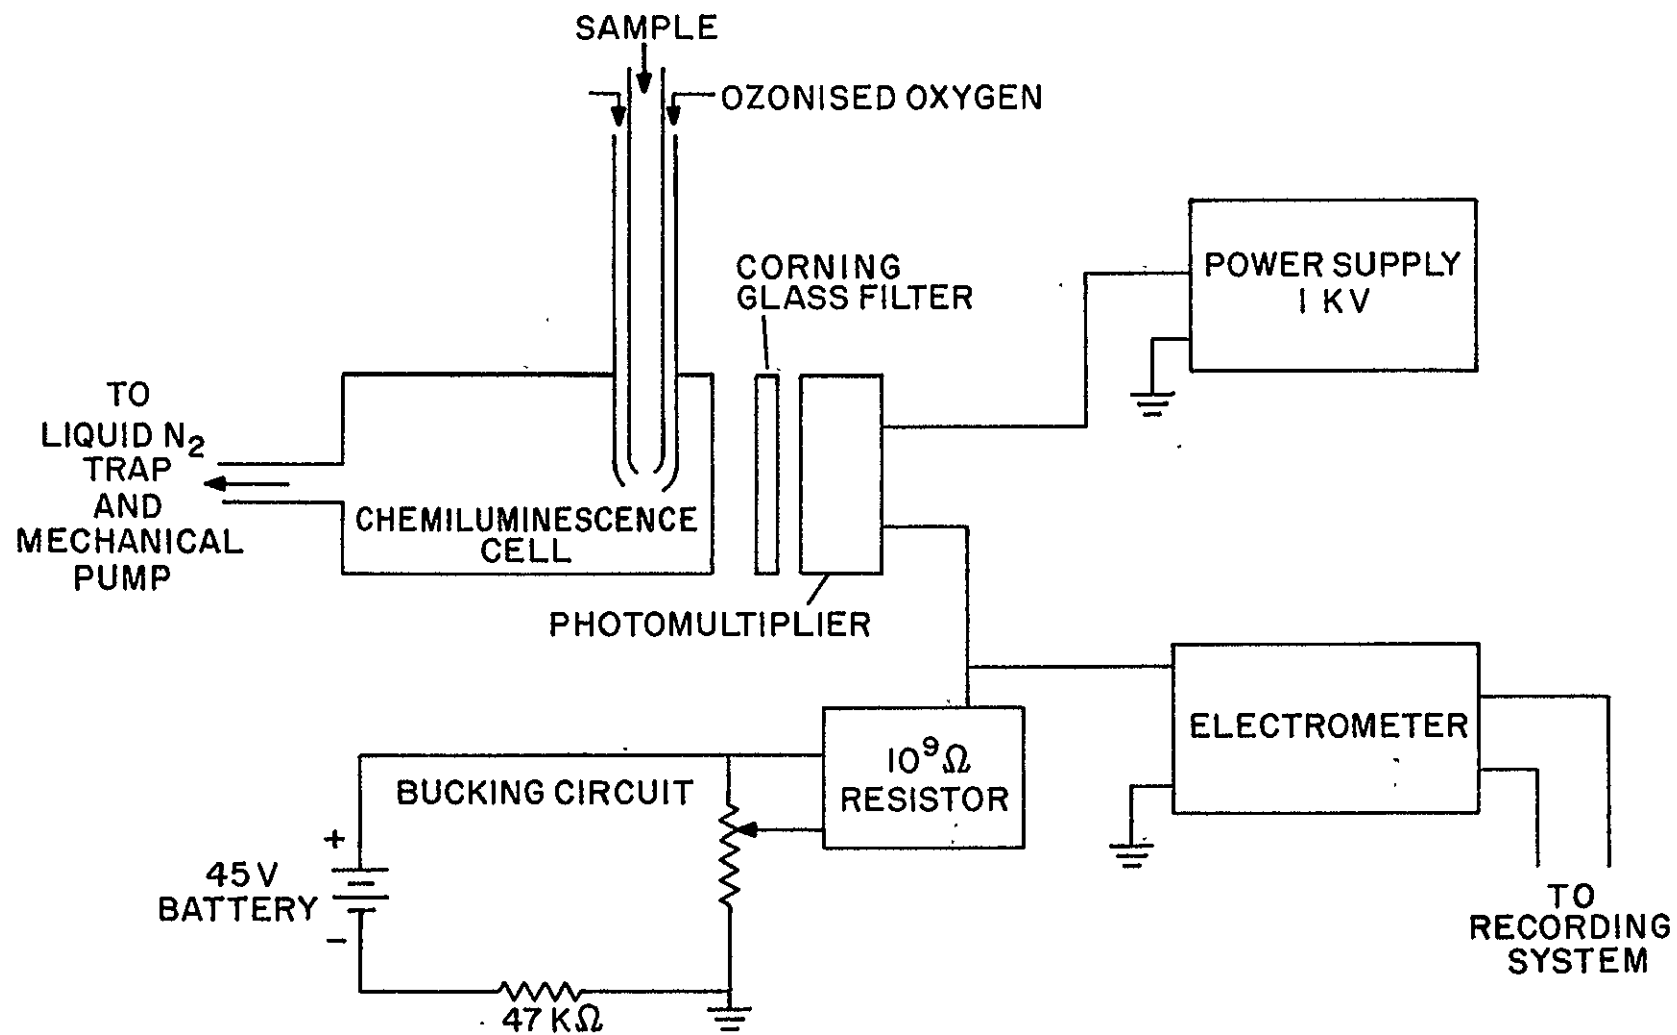 SAMPLE
OZONISED OXYGEN
CORNING
GLASS FILTER
POWER SUPPLY
1 KV
TO
LIQUID N₂
TRAP
AND
MECHANICAL
PUMP
CHEMILUMINESCENCE
CELL
PHOTOMULTIPLIER
ELECTROMETER
10⁹Ω
RESISTOR
BUCKING CIRCUIT
+
45V
BATTERY
−
47 KΩ
TO
RECORDING
SYSTEM